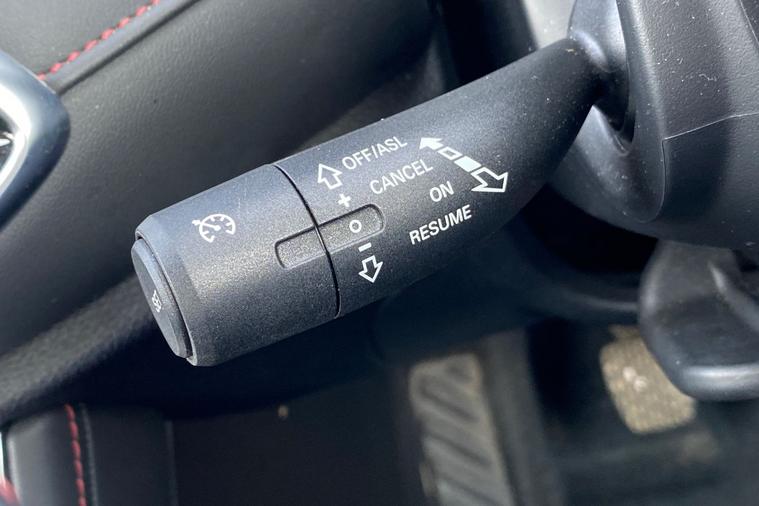 OFF/ASL
CANCEL
ON
RESUME
+
O
-